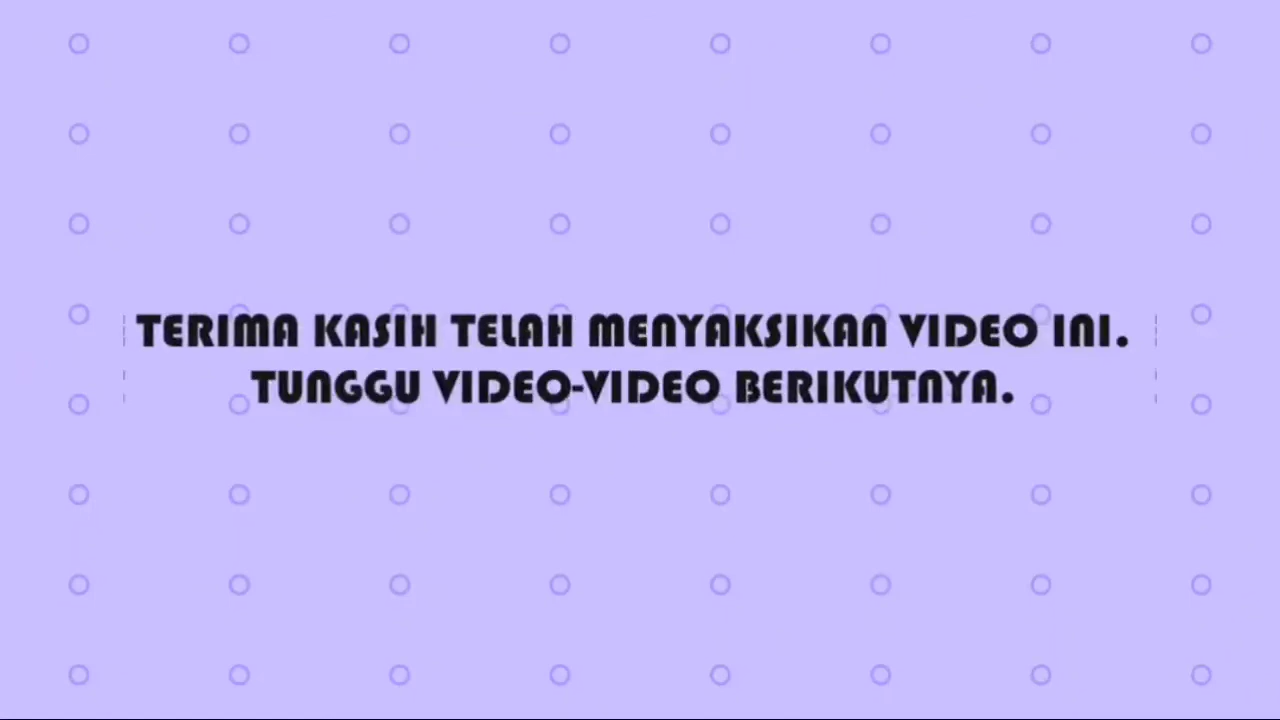 TERIMA KASIH TELAH MENYAKSIKAN VIDEO INI.
TUNGGU VIDEO-VIDEO BERIKUTNYA.